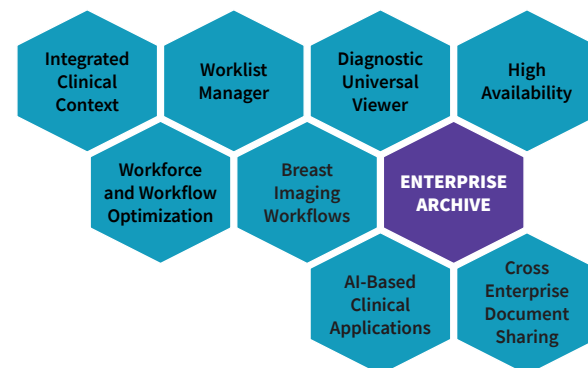 Integrated
Clinical
Context
Worklist
Manager
Diagnostic
Universal
Viewer
High
Availability
Workforce
and Workflow
Optimization
Breast
Imaging
Workflows
ENTERPRISE
ARCHIVE
AI-Based
Clinical
Applications
Cross
Enterprise
Document
Sharing